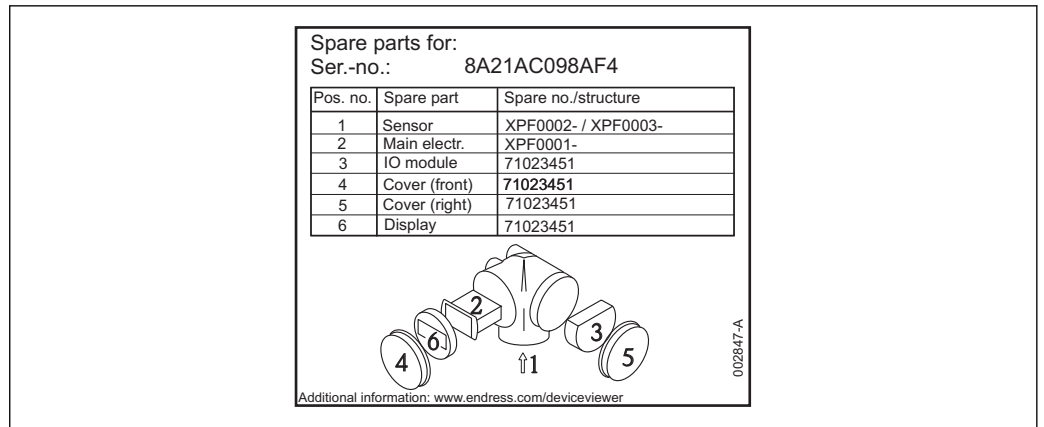 Spare parts for:
Ser.-no.: 8A21AC098AF4
Pos. no. Spare part Spare no./structure
1 Sensor XPF0002- / XPF0003-
2 Main electr. XPF0001-
3 IO module 71023451
4 Cover (front) 71023451
5 Cover (right) 71023451
6 Display 71023451
2
6
4
3
5
⇧1
002847-A
Additional information: www.endress.com/deviceviewer